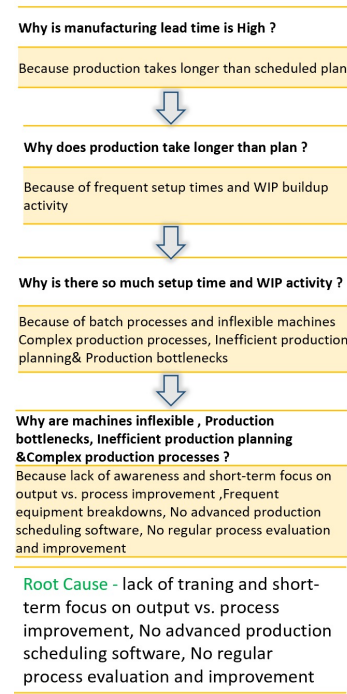 Why is manufacturing lead time is High ?
Because production takes longer than scheduled plan
Why does production take longer than plan ?
Because of frequent setup times and WIP buildup
activity
Why is there so much setup time and WIP activity ?
Because of batch processes and inflexible machines
Complex production processes, Inefficient production
planning& Production bottlenecks
Why are machines inflexible , Production
bottlenecks, Inefficient production planning
&Complex production processes ?
Because lack of awareness and short-term focus on
output vs. process improvement ,Frequent
equipment breakdowns, No advanced production
scheduling software, No regular process evaluation
and improvement
Root Cause - lack of traning and short-
term focus on output vs. process
improvement, No advanced production
scheduling software, No regular
process evaluation and improvement